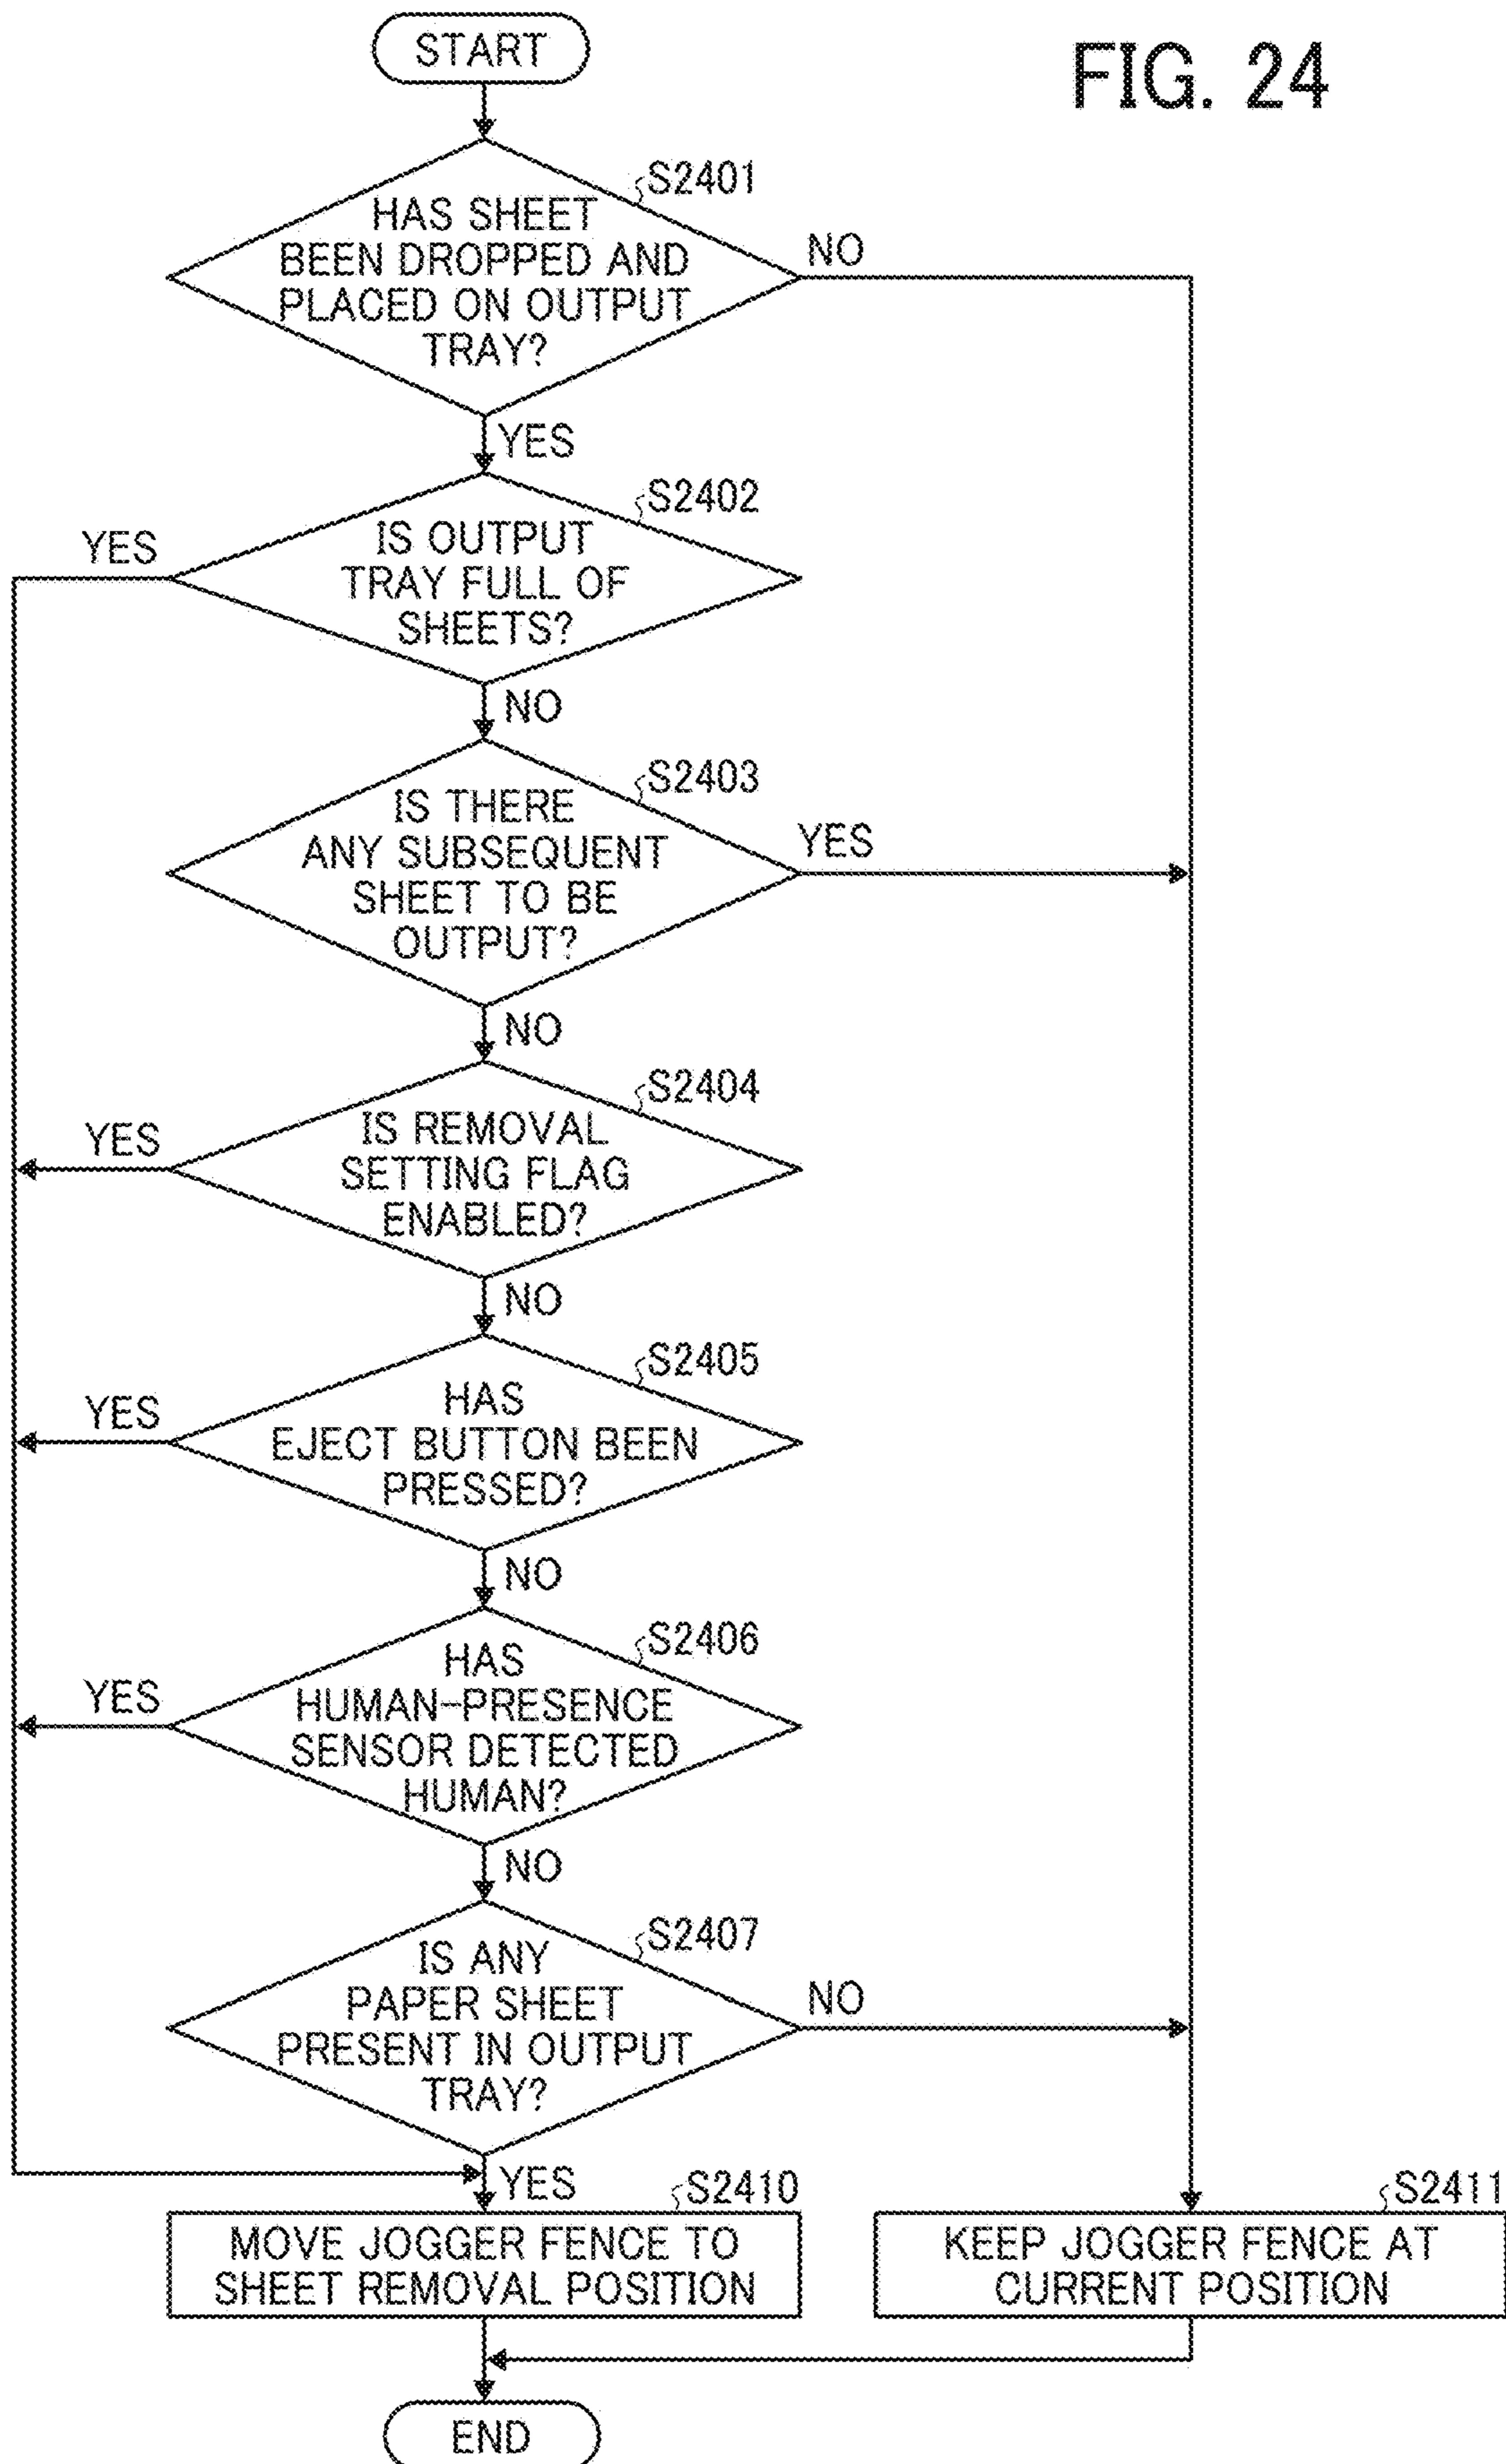 FIG. 24
START
S2401
HAS SHEET
BEEN DROPPED AND
PLACED ON OUTPUT
TRAY?
NO
YES
S2402
YES
IS OUTPUT
TRAY FULL OF
SHEETS?
NO
S2403
IS THERE
ANY SUBSEQUENT
SHEET TO BE
OUTPUT?
YES
NO
S2404
YES
IS REMOVAL
SETTING FLAG
ENABLED?
NO
S2405
YES
HAS
EJECT BUTTON BEEN
PRESSED?
NO
S2406
YES
HAS
HUMAN-PRESENCE
SENSOR DETECTED
HUMAN?
NO
S2407
IS ANY
PAPER SHEET
PRESENT IN OUTPUT
TRAY?
NO
YES
S2410
MOVE JOGGER FENCE TO
SHEET REMOVAL POSITION
S2411
KEEP JOGGER FENCE AT
CURRENT POSITION
END